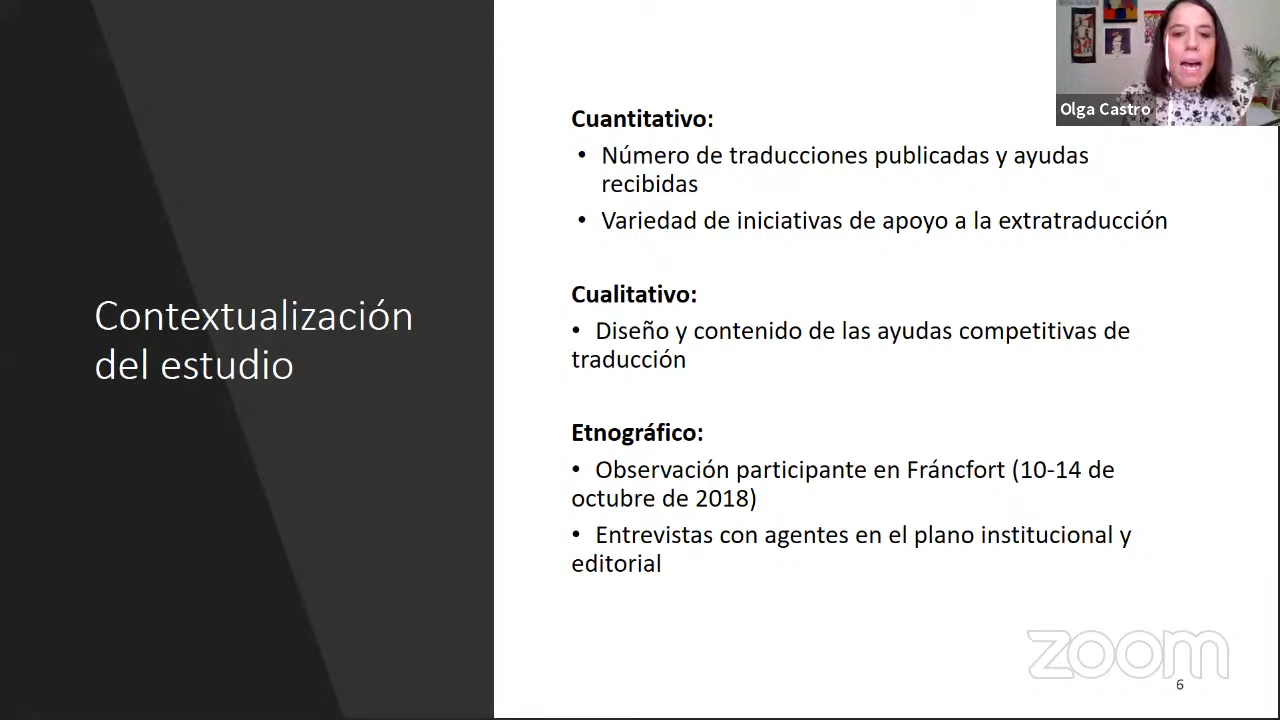 Olga Castro
Contextualización
del estudio
Cuantitativo:
• Número de traducciones publicadas y ayudas
recibidas
• Variedad de iniciativas de apoyo a la extratraducción
Cualitativo:
• Diseño y contenido de las ayudas competitivas de
traducción
Etnográfico:
• Observación participante en Fráncfort (10-14 de
octubre de 2018)
• Entrevistas con agentes en el plano institucional y
editorial
zoom
6